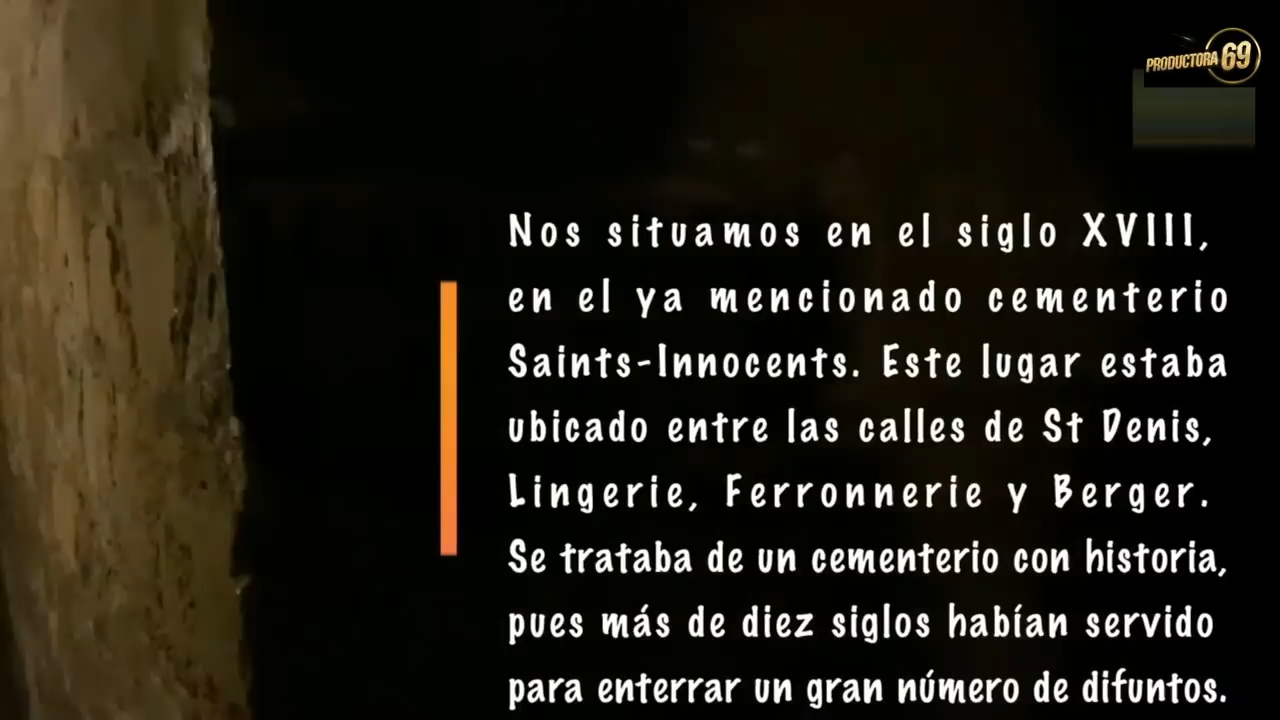 PRODUCTORA 69
Nos situamos en el siglo XVIII,
en el ya mencionado cementerio
Saints-Innocents. Este lugar estaba
ubicado entre las calles de St Denis,
Lingerie, Ferronnerie y Berger.
Se trataba de un cementerio con historia,
pues más de diez siglos habían servido
para enterrar un gran número de difuntos.